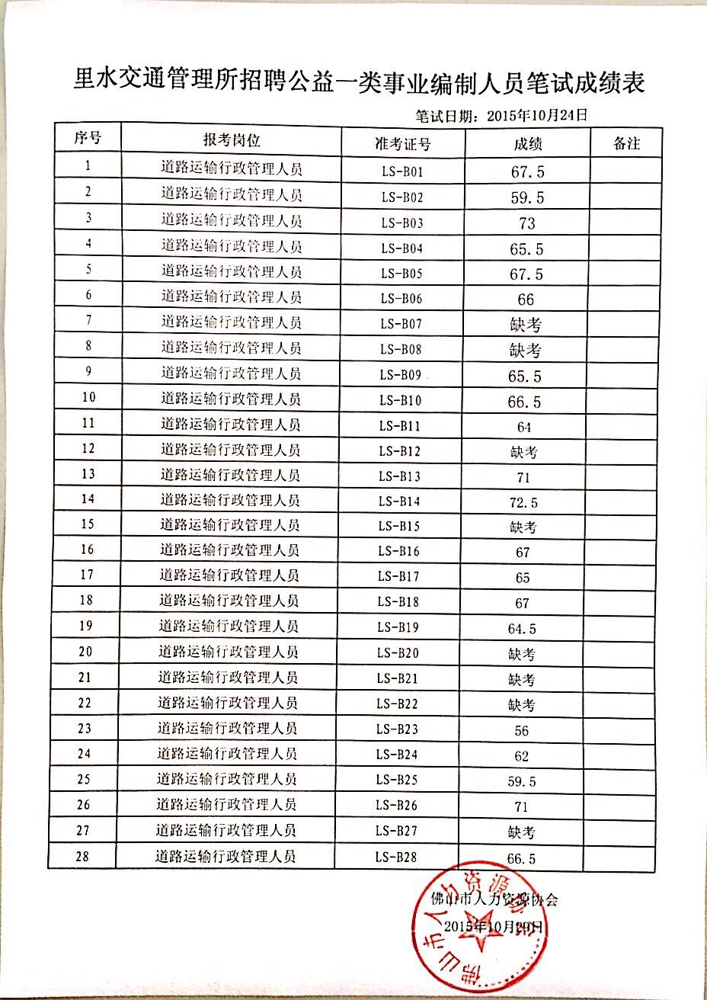 里水交通管理所招聘公益一类事业编制人员笔试成绩表
笔试日期：2015年10月24日
序号 报考岗位 准考证号 成绩 备注
1 道路运输行政管理人员 LS-B01 67.5
2 道路运输行政管理人员 LS-B02 59.5
3 道路运输行政管理人员 LS-B03 73
4 道路运输行政管理人员 LS-B04 65.5
5 道路运输行政管理人员 LS-B05 67.5
6 道路运输行政管理人员 LS-B06 66
7 道路运输行政管理人员 LS-B07 缺考
8 道路运输行政管理人员 LS-B08 缺考
9 道路运输行政管理人员 LS-B09 65.5
10 道路运输行政管理人员 LS-B10 66.5
11 道路运输行政管理人员 LS-B11 64
12 道路运输行政管理人员 LS-B12 缺考
13 道路运输行政管理人员 LS-B13 71
14 道路运输行政管理人员 LS-B14 72.5
15 道路运输行政管理人员 LS-B15 缺考
16 道路运输行政管理人员 LS-B16 67
17 道路运输行政管理人员 LS-B17 65
18 道路运输行政管理人员 LS-B18 67
19 道路运输行政管理人员 LS-B19 64.5
20 道路运输行政管理人员 LS-B20 缺考
21 道路运输行政管理人员 LS-B21 缺考
22 道路运输行政管理人员 LS-B22 缺考
23 道路运输行政管理人员 LS-B23 56
24 道路运输行政管理人员 LS-B24 62
25 道路运输行政管理人员 LS-B25 59.5
26 道路运输行政管理人员 LS-B26 71
27 道路运输行政管理人员 LS-B27 缺考
28 道路运输行政管理人员 LS-B28 66.5
佛山市人力资源协会
2015年10月29日
佛山市人力资源协会